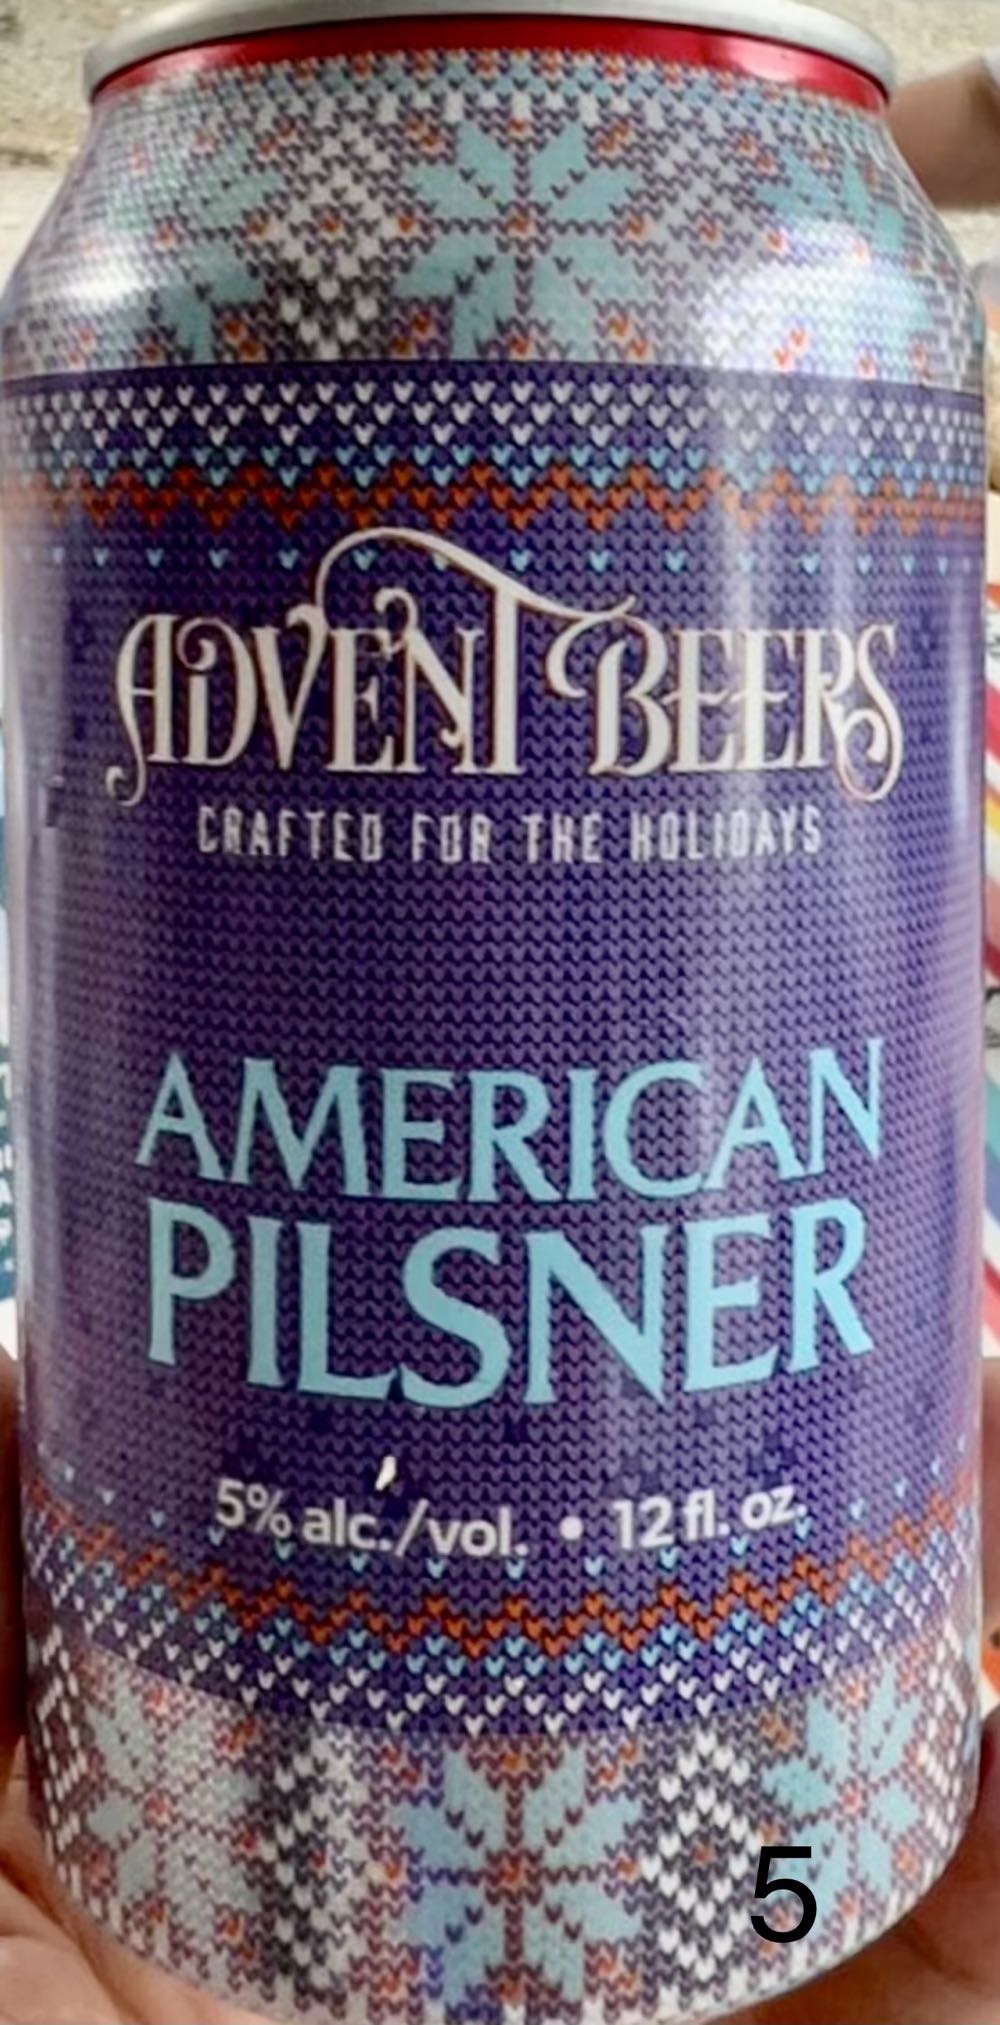 ADVENT BEERS
CRAFTED FOR THE HOLIDAYS
AMERICAN
PILSNER
5% alc./vol. • 12 fl. oz.
5